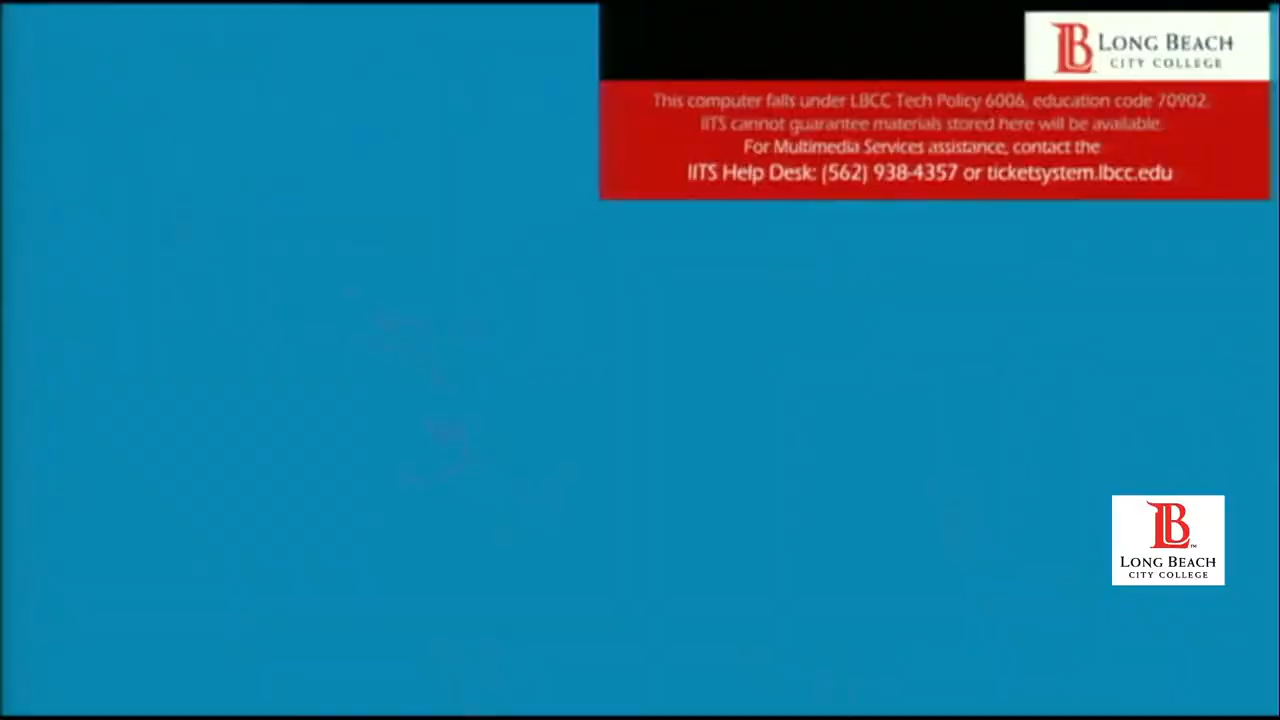 LB LONG BEACH
CITY COLLEGE
This computer falls under LBCC Tech Policy 6006, education code 70902.
IITS cannot guarantee materials stored here will be available.
For Multimedia Services assistance, contact the
IITS Help Desk: (562) 938-4357 or ticketsystem.lbcc.edu
LB™
LONG BEACH
CITY COLLEGE